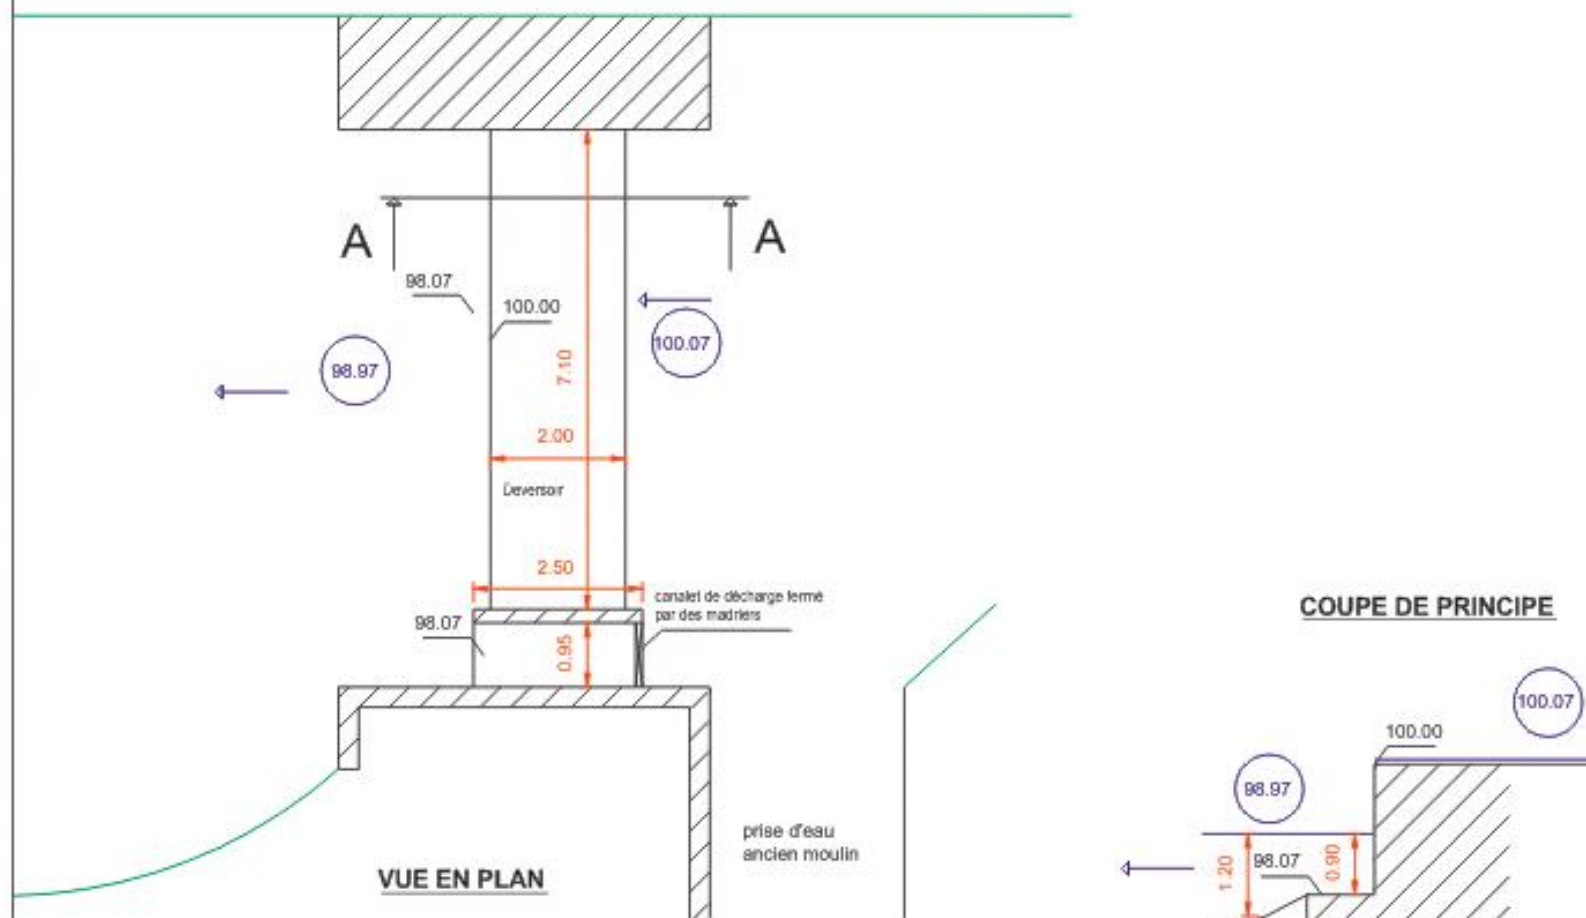 A
A
98.07
100.00
100.07
98.97
7.10
2.00
Deversoir
2.50
canalet de décharge fermé
par des madriers
98.07
0.95
COUPE DE PRINCIPE
100.07
100.00
98.97
prise d'eau
ancien moulin
1.20
98.07
0.90
VUE EN PLAN